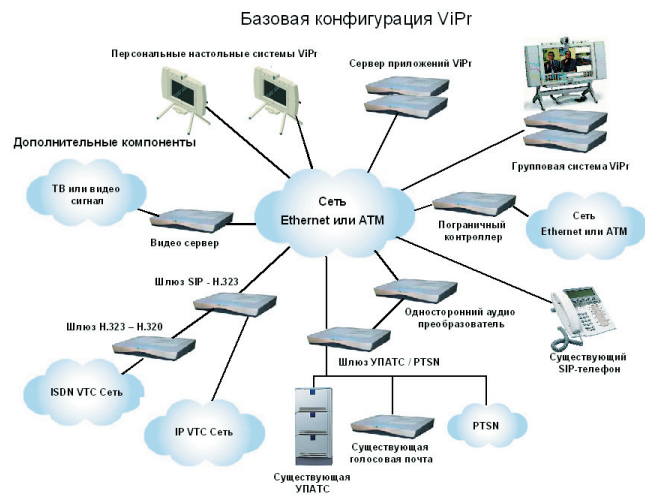 Базовая конфигурация ViPr
Персональные настольные системы ViPr
Сервер приложений ViPr
Дополнительные компоненты
Групповая система ViPr
ТВ или видео
сигнал
Сеть
Ethernet или ATM
Видео сервер
Пограничный
контроллер
Сеть
Ethernet или ATM
Шлюз SIP - H.323
Односторонний аудио
преобразователь
Шлюз H.323 – H.320
Шлюз УПАТС / PTSN
Существующий
SIP-телефон
ISDN VTC Сеть
IP VTC Сеть
PTSN
Существующая
голосовая почта
Существующая
УПАТС